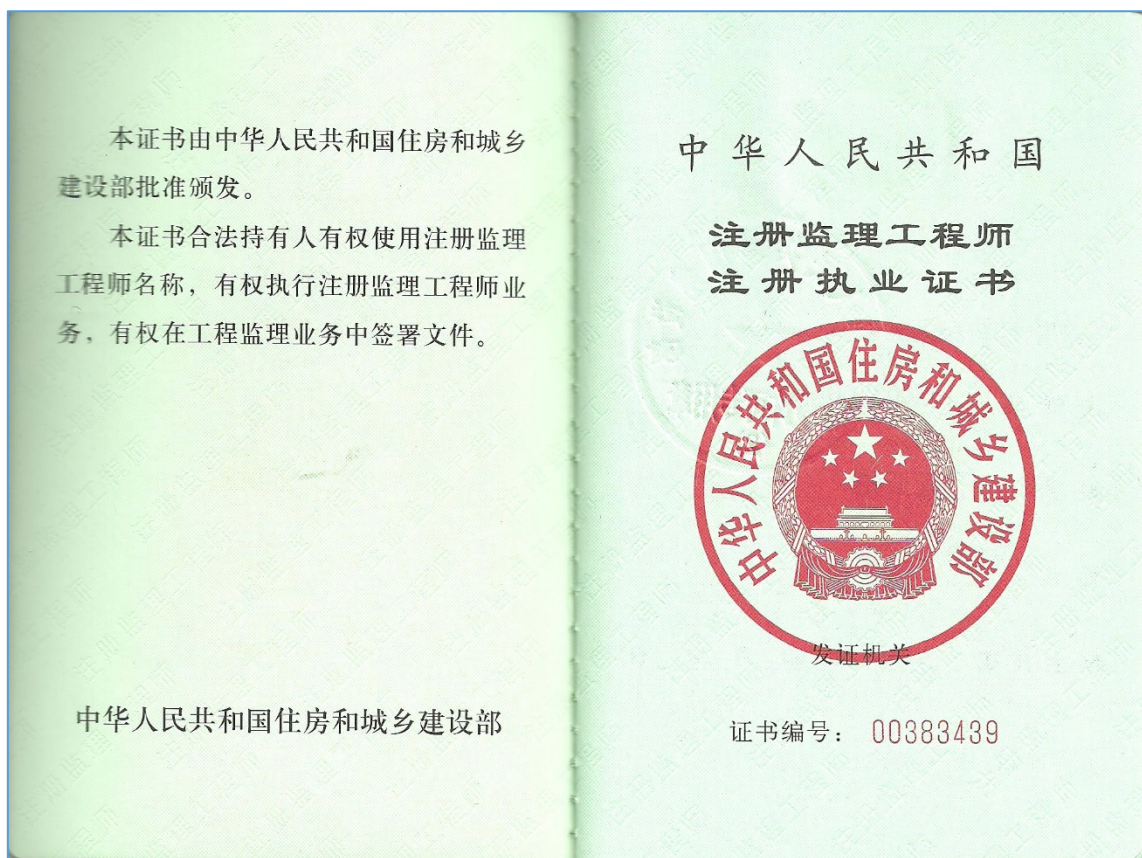 本证书由中华人民共和国住房和城乡
建设部批准颁发。
本证书合法持有人有权使用注册监理
工程师名称，有权执行注册监理工程师业
务，有权在工程监理业务中签署文件。
中华人民共和国住房和城乡建设部
中华人民共和国
注册监理工程师
注册执业证书
中华人民共和国住房和城乡建设部
发证机关
证书编号： 00383439